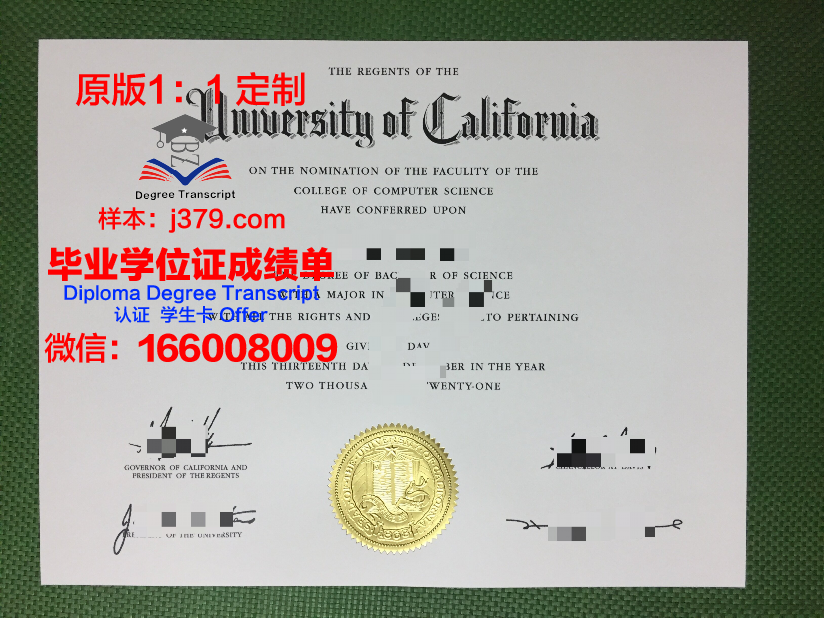 THE REGENTS OF THE
原版1：1 定制
University of California
ON THE NOMINATION OF THE FACULITY OF THE
Degree Transcript
COLLEGE OF COMPUTER SCIENCE
HAVE CONFERRED UPON
样本：j379.com
毕业学位证成绩单
OF SCIENCE
Diploma Degree Transcript
A MAJOR IN
认证 学生卡 Offer
THE RIGHTS AND TO PERTAINING
微信：166008009
THIS THIRTEENTH IN THE YEAR
TWO TWENTY-ONE
GOVERNOR OF CALIFORNIA AND
PRESIDENT OF THE REGENTS
OF THE UNIVERSITY